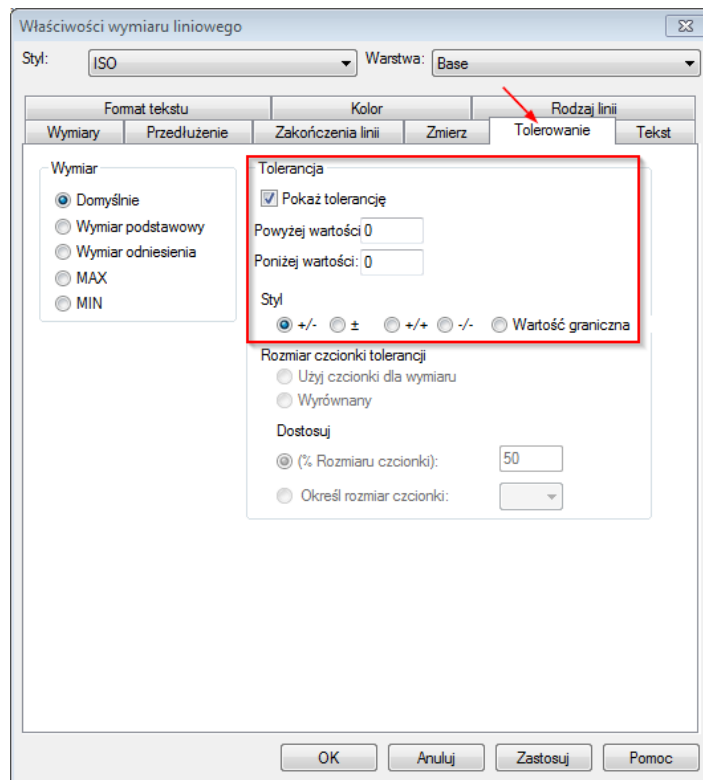 Właściwości wymiaru liniowego
Styl: ISO Warstwa: Base
Format tekstu Kolor Rodzaj linii
Wymiary Przedłużenie Zakończenia linii Zmierz Tolerowanie Tekst
Wymiar
Domyślnie
Wymiar podstawowy
Wymiar odniesienia
MAX
MIN
Tolerancja
Pokaż tolerancję
Powyżej wartości 0
Poniżej wartości: 0
Styl
+/- ± +/+ -/- Wartość graniczna
Rozmiar czcionki tolerancji
Użyj czcionki dla wymiaru
Wyrównany
Dostosuj
(% Rozmiaru czcionki): 50
Określ rozmiar czcionki:
OK Anuluj Zastosuj Pomoc